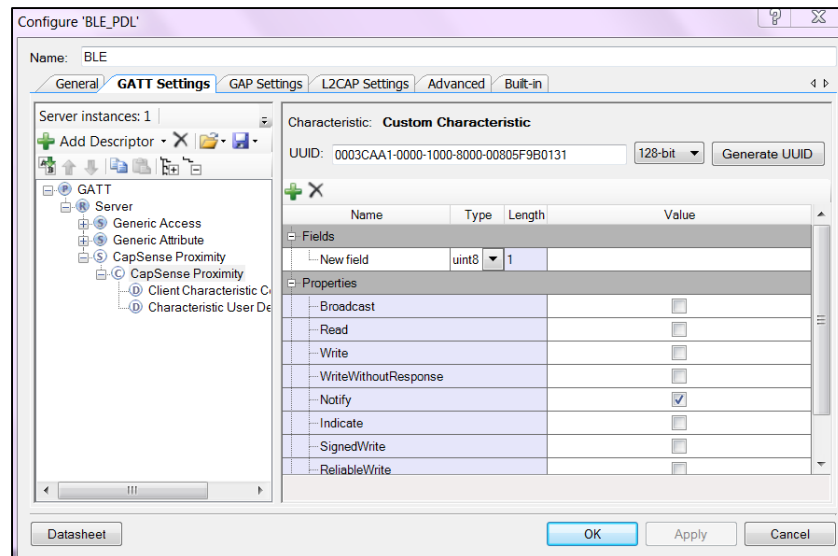 Configure 'BLE_PDL'
Name: BLE
General GATT Settings GAP Settings L2CAP Settings Advanced Built-in
Server instances: 1
Add Descriptor
GATT
Server
Generic Access
Generic Attribute
CapSense Proximity
CapSense Proximity
Client Characteristic C
Characteristic User De
Characteristic: Custom Characteristic
UUID: 0003CAA1-0000-1000-8000-00805F9B0131 128-bit Generate UUID
Name Type Length Value
Fields
New field uint8 1
Properties
Broadcast
Read
Write
WriteWithoutResponse
Notify
Indicate
SignedWrite
ReliableWrite
Datasheet OK Apply Cancel